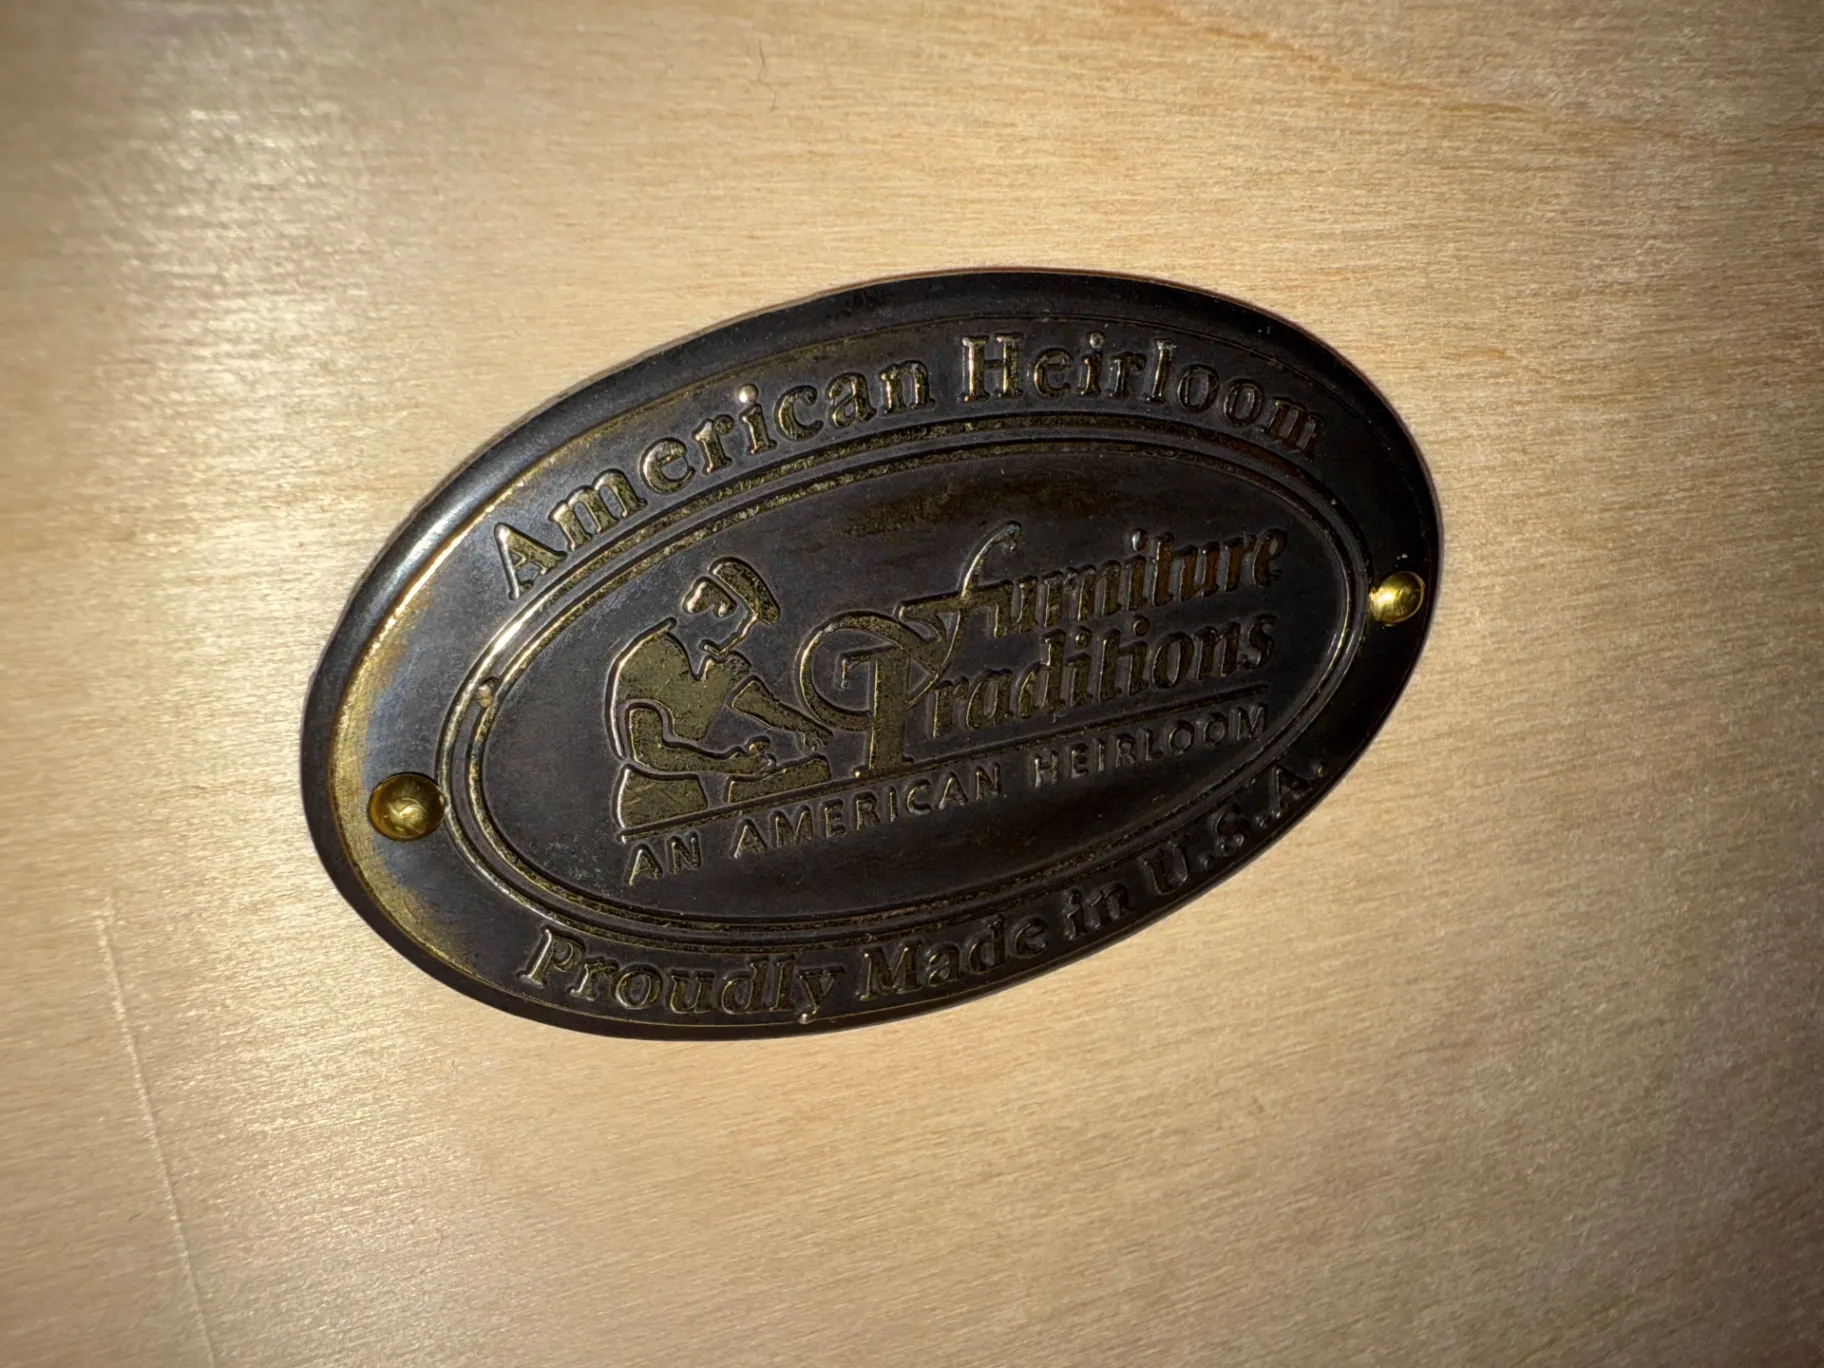 American Heirloom
Furniture
Traditions
AN AMERICAN HEIRLOOM
Proudly Made in U.S.A.